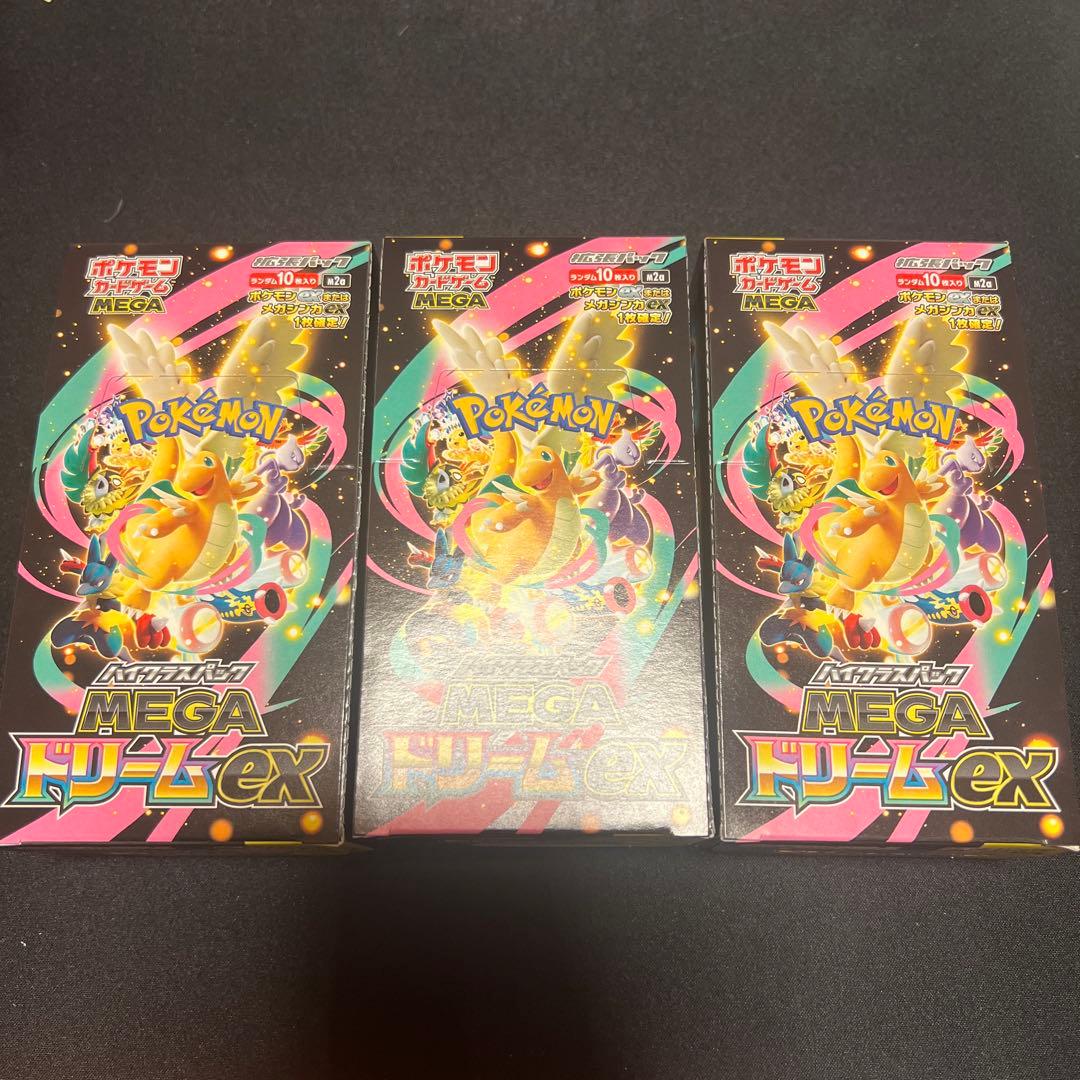 ポケモン
カードゲーム
MEGA
拡張パック
ランダム10枚入り
M2a
ポケモンexまたは
メガシンカex
1枚確定!
POKÉMON
ハイクラスパック
MEGA
ドリームex
ポケモン
カードゲーム
MEGA
拡張パック
ランダム10枚入り
M2a
ポケモンexまたは
メガシンカex
1枚確定!
POKÉMON
ハイクラスパック
MEGA
ドリームex
ポケモン
カードゲーム
MEGA
拡張パック
ランダム10枚入り
M2a
ポケモンexまたは
メガシンカex
1枚確定!
POKÉMON
ハイクラスパック
MEGA
ドリームex